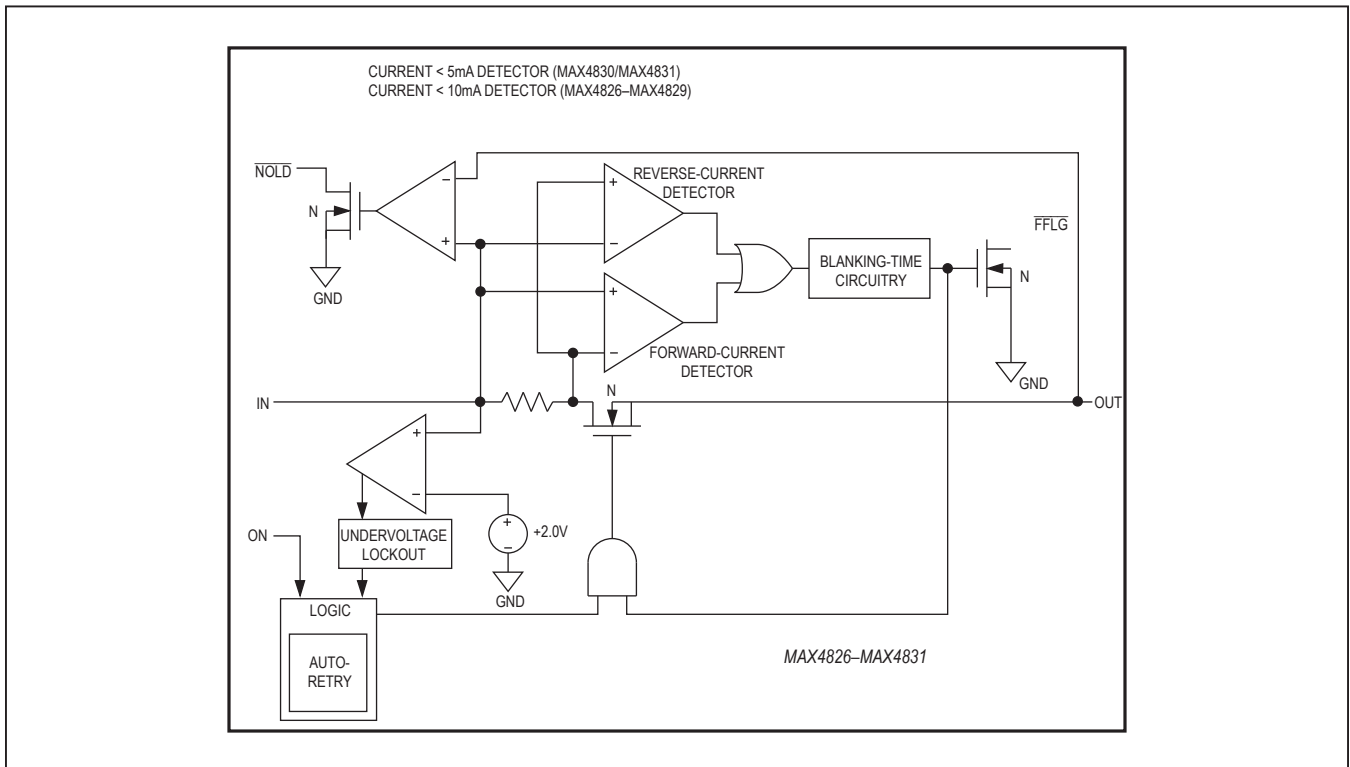 CURRENT < 5mA DETECTOR (MAX4830/MAX4831)
CURRENT < 10mA DETECTOR (MAX4826–MAX4829)
NOLD
N
GND
−
+
REVERSE-CURRENT
DETECTOR
+
−
+
−
FORWARD-CURRENT
DETECTOR
BLANKING-TIME
CIRCUITRY
FFLG
N
GND
IN
N
OUT
+
−
+
−
+2.0V
GND
ON
UNDERVOLTAGE
LOCKOUT
LOGIC
AUTO-
RETRY
MAX4826–MAX4831